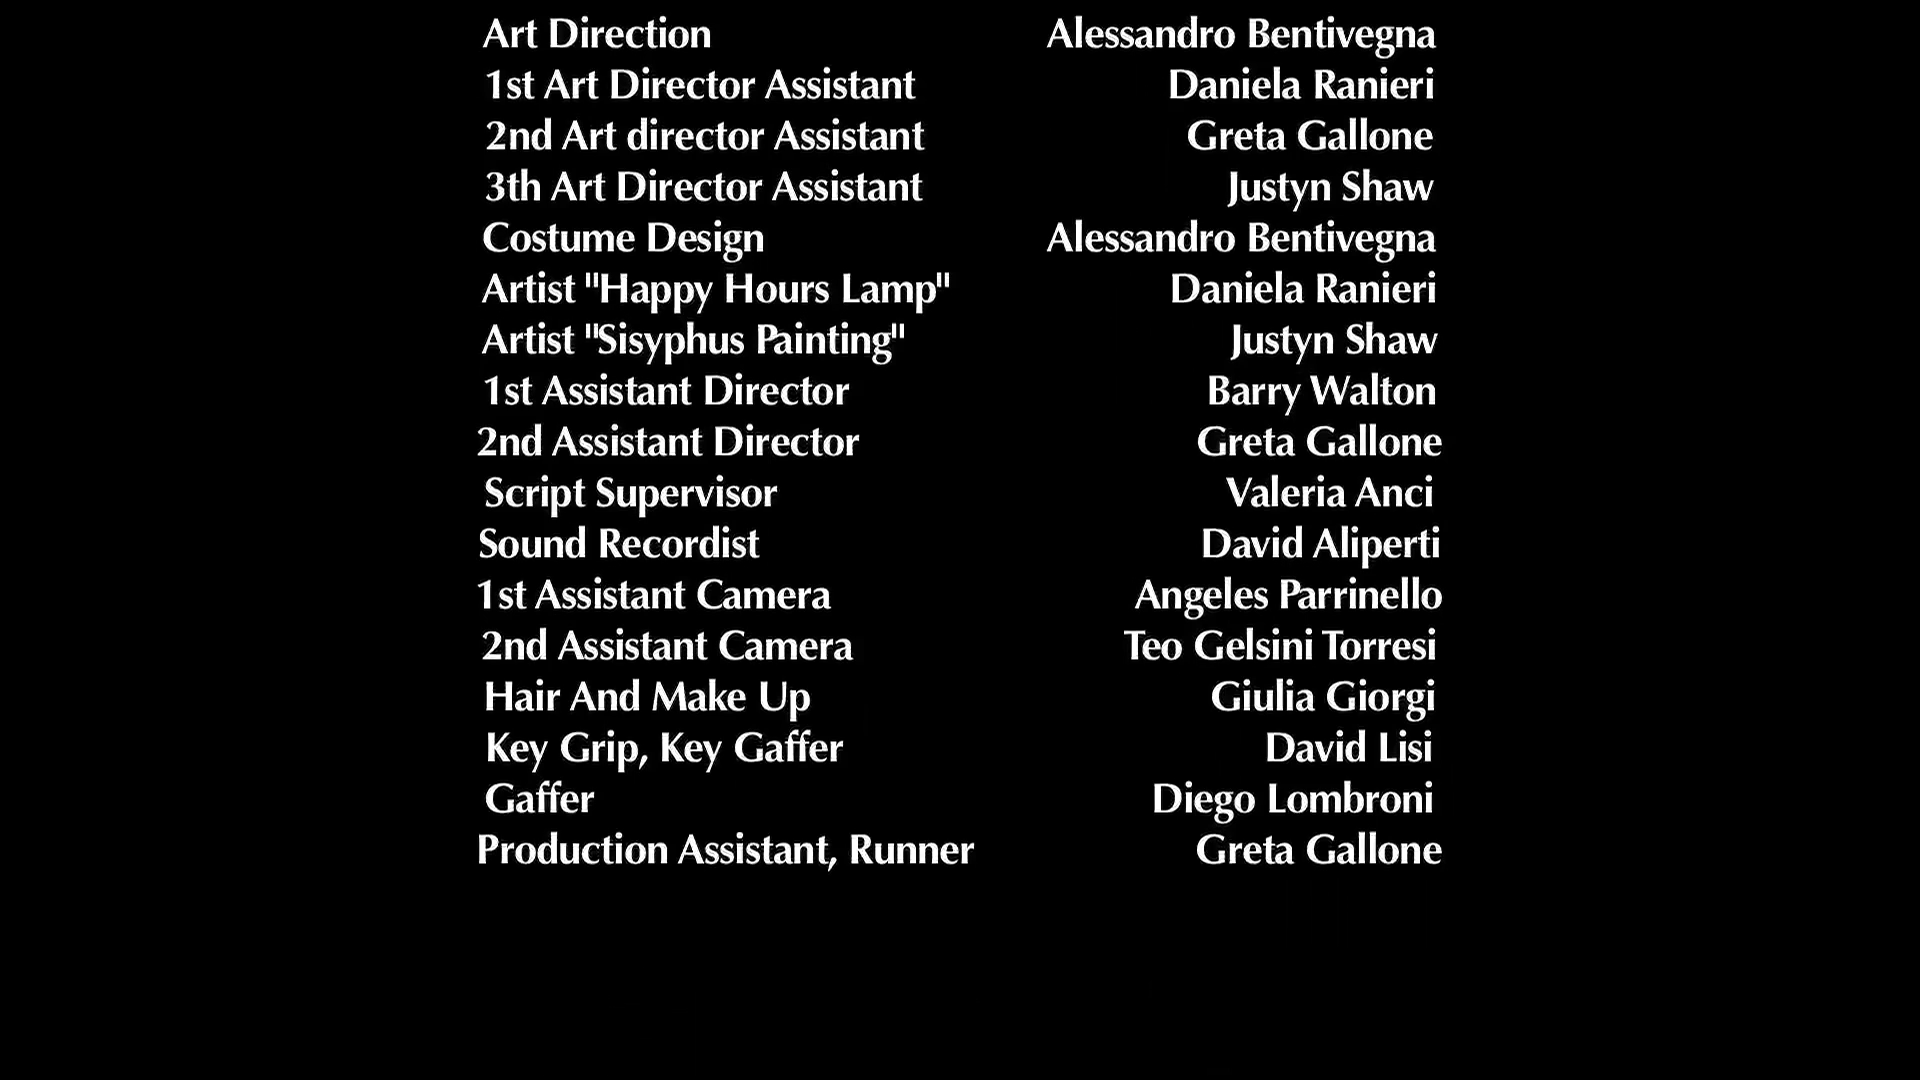 Art Direction Alessandro Bentivegna
1st Art Director Assistant Daniela Ranieri
2nd Art director Assistant Greta Gallone
3th Art Director Assistant Justyn Shaw
Costume Design Alessandro Bentivegna
Artist "Happy Hours Lamp" Daniela Ranieri
Artist "Sisyphus Painting" Justyn Shaw
1st Assistant Director Barry Walton
2nd Assistant Director Greta Gallone
Script Supervisor Valeria Anci
Sound Recordist David Aliperti
1st Assistant Camera Angeles Parrinello
2nd Assistant Camera Teo Gelsini Torresi
Hair And Make Up Giulia Giorgi
Key Grip, Key Gaffer David Lisi
Gaffer Diego Lombroni
Production Assistant, Runner Greta Gallone